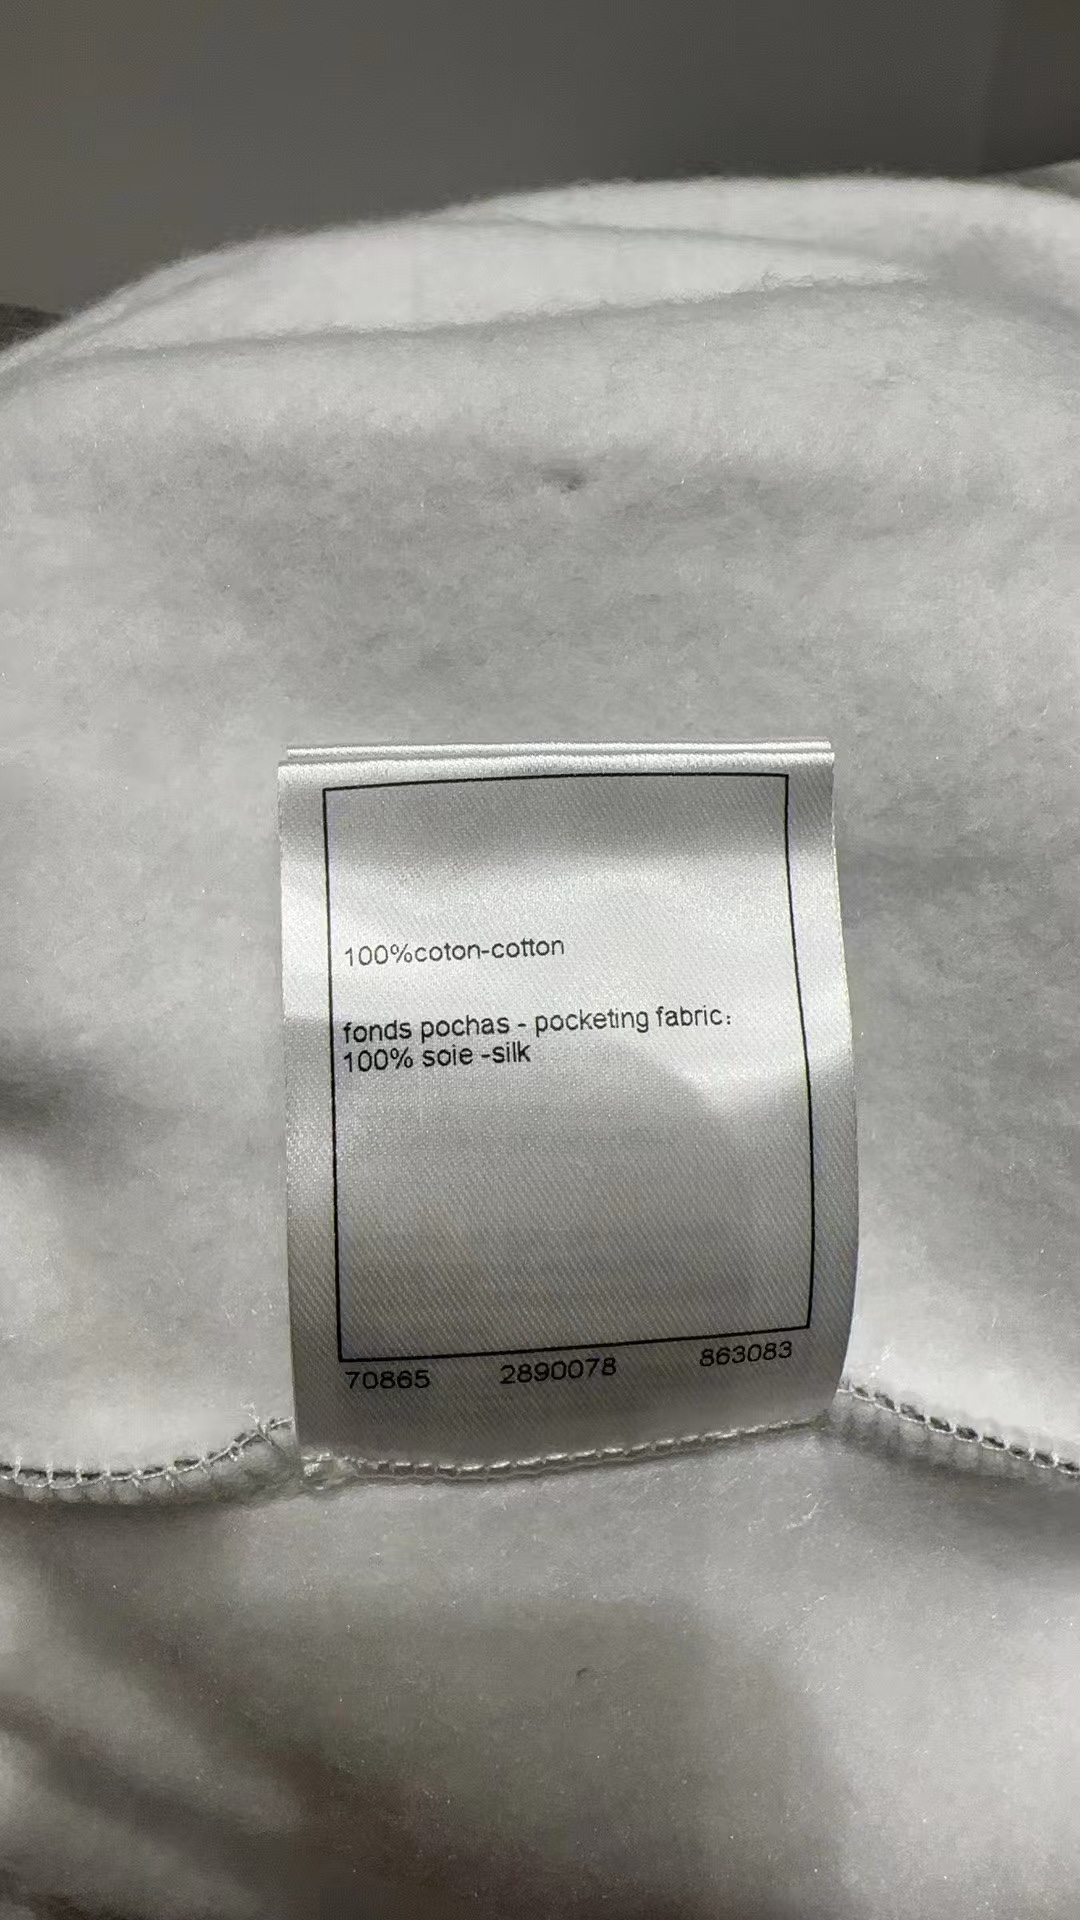 100%coton-cotton
fonds pochas - pocketing fabric:
100% soie -silk
70865 2890078 863083